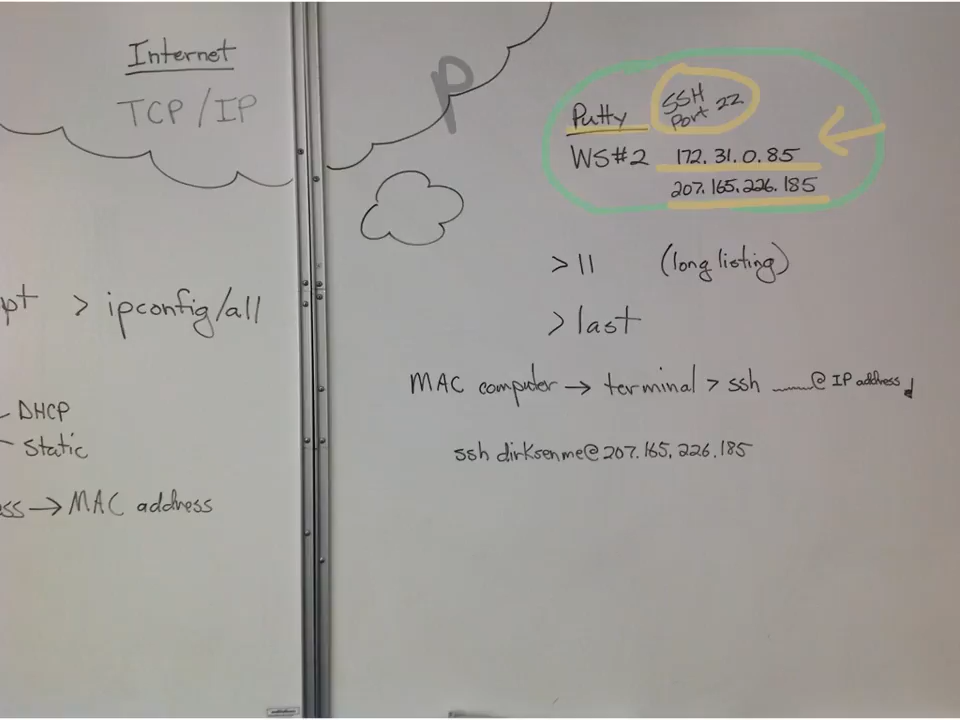 Internet
TCP/IP
pt > ipconfig/all
DHCP
Static
ess → MAC address
P
Putty SSH Port 22
WS#2 172.31.0.85
207.165.226.185
> ll (long listing)
> last
MAC computer → terminal > ssh ____@ IP address
ssh dirksenme@207.165.226.185